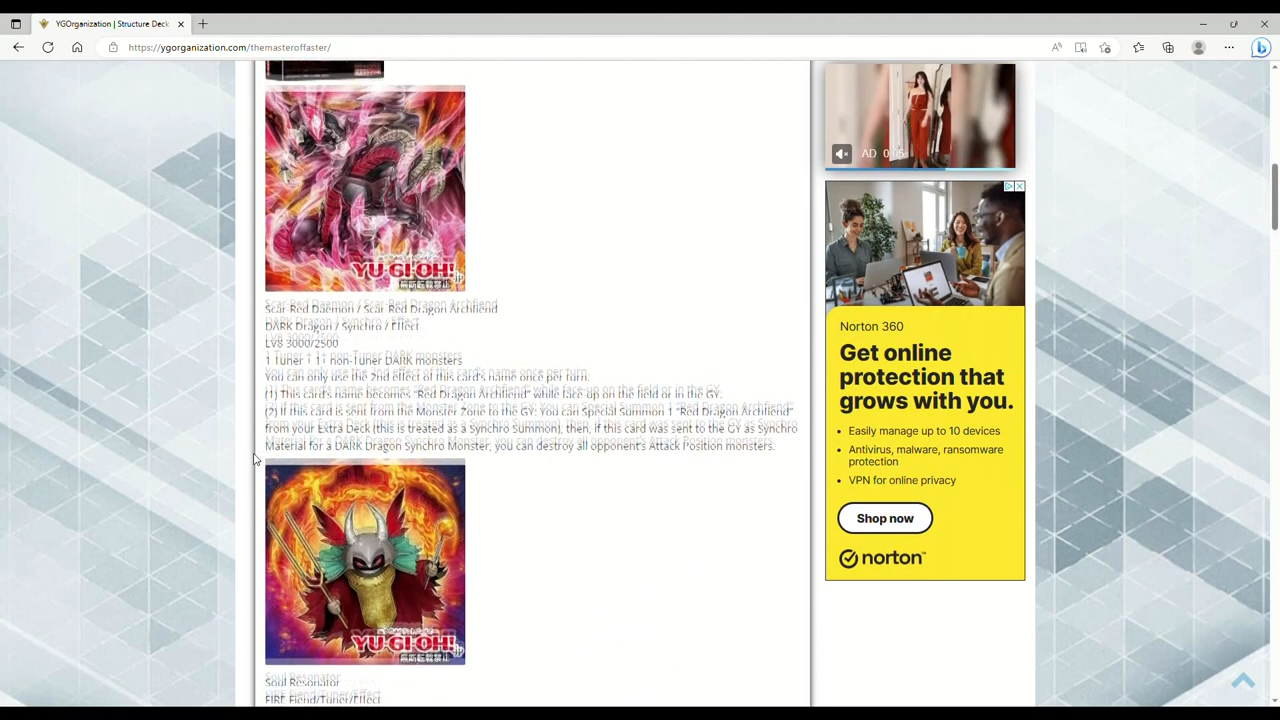 YGOrganization | Structure Deck
https://ygorganization.com/themasteroffaster/
AD 0:05
YU-GI-OH!
Scar-Red Daemon / Scar-Red Dragon Archfiend
DARK Dragon / Synchro / Effect
LV8 3000/2500
1 Tuner + 1+ non-Tuner DARK monsters
You can only use the 2nd effect of this card's name once per turn.
(1) This card's name becomes "Red Dragon Archfiend" while face-up on the field or in the GY.
(2) If this card is sent from the Monster Zone to the GY: You can Special Summon 1 "Red Dragon Archfiend"
from your Extra Deck (this is treated as a Synchro Summon), then, if this card was sent to the GY as Synchro
Material for a DARK Dragon Synchro Monster, you can destroy all opponent's Attack Position monsters.
YU-GI-OH!
Soul Resonator
FIRE Fiend/Tuner/Effect
Norton 360
Get online
protection that
grows with you.
• Easily manage up to 10 devices
• Antivirus, malware, ransomware
protection
• VPN for online privacy
Shop now
norton™